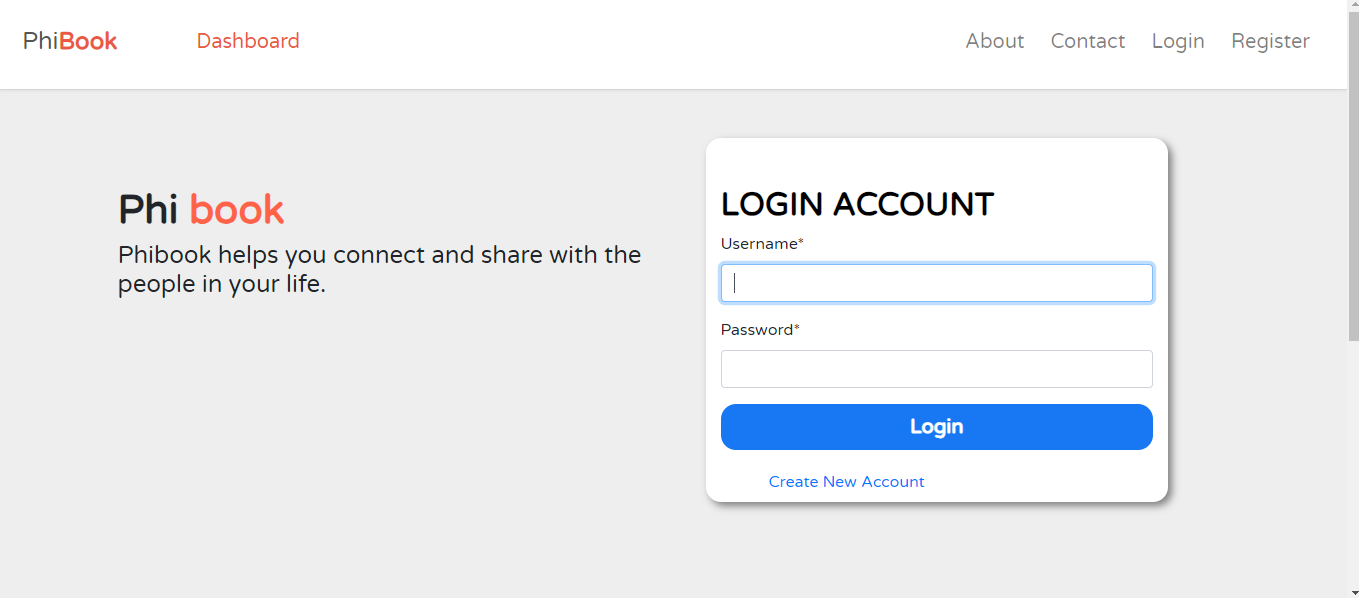 PhiBook Dashboard About Contact Login Register
Phi book
Phibook helps you connect and share with the
people in your life.
LOGIN ACCOUNT
Username*
Password*
Login
Create New Account